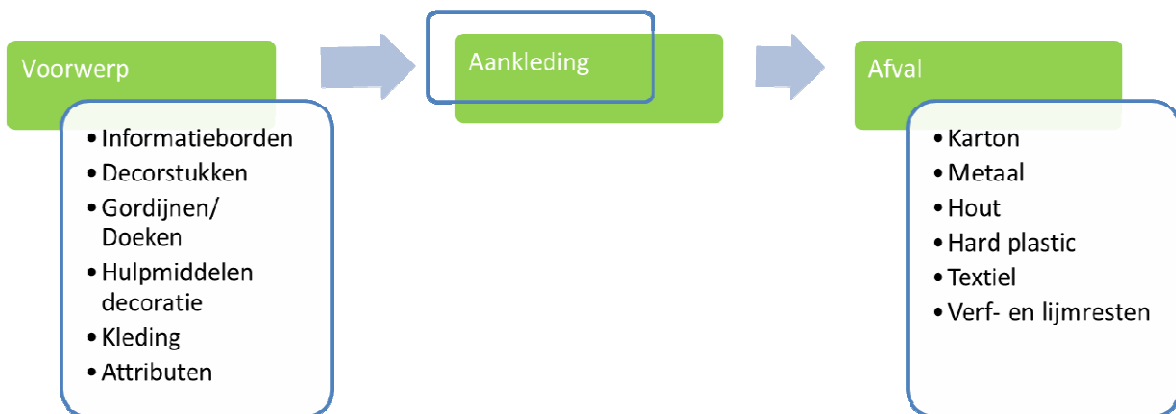 Voorwerp
• Informatieborden
• Decorstukken
• Gordijnen/
Doeken
• Hulpmiddelen
decoratie
• Kleding
• Attributen
Aankleding
Afval
• Karton
• Metaal
• Hout
• Hard plastic
• Textiel
• Verf- en lijmresten